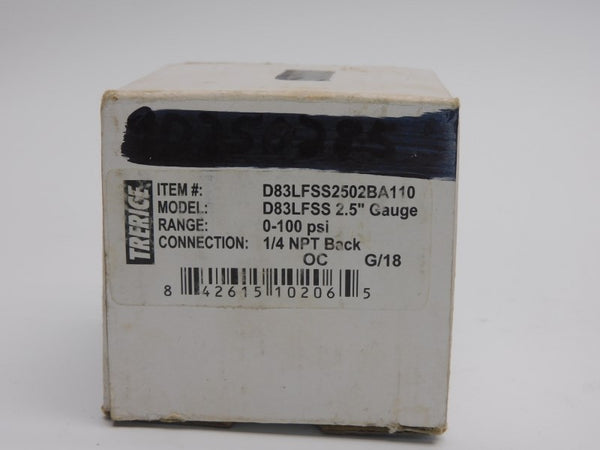 TRERICE
ITEM #: D83LFSS2502BA110
MODEL: D83LFSS 2.5" Gauge
RANGE: 0-100 psi
CONNECTION: 1/4 NPT Back
OC G/18
8 42615 10206 5